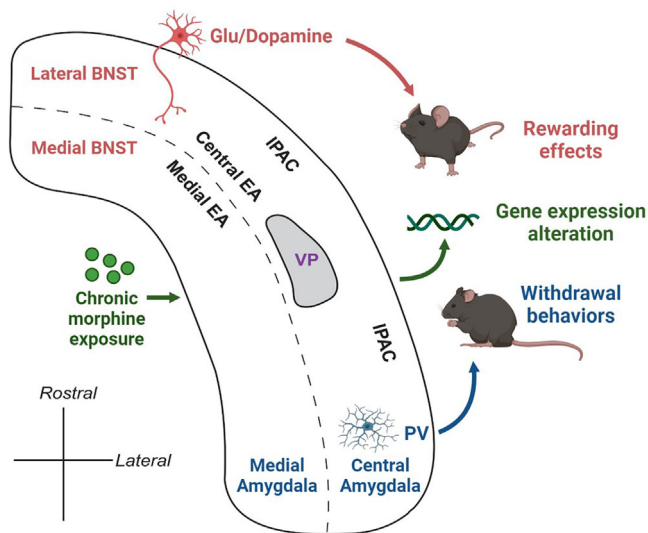 Glu/Dopamine
Lateral BNST
Medial BNST
Central EA
Medial EA
IPAC
Rewarding
effects
Gene expression
alteration
VP
Chronic
morphine
exposure
Withdrawal
behaviors
IPAC
Rostral
Lateral
PV
Medial
Amygdala
Central
Amygdala